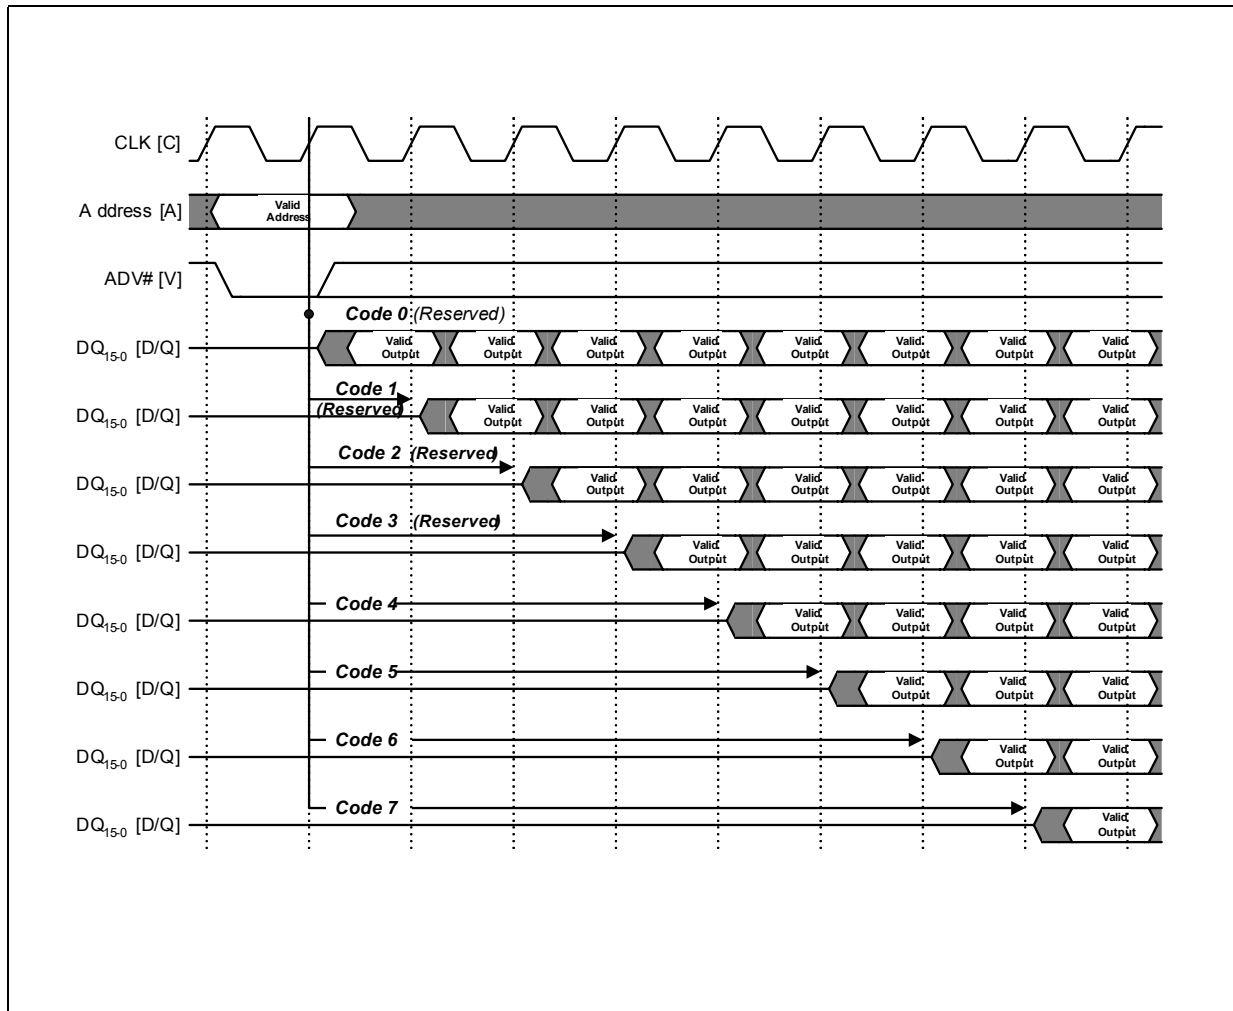 CLK [C]
A ddress [A]
Valid
Address
ADV# [V]
Code 0 (Reserved)
DQ15-0 [D/Q]
Valid Valid Valid Valid Valid Valid Valid Valid
Output Output Output Output Output Output Output Output
Code 1
(Reserved)
DQ15-0 [D/Q]
Valid Valid Valid Valid Valid Valid Valid
Output Output Output Output Output Output Output
Code 2 (Reserved)
DQ15-0 [D/Q]
Valid Valid Valid Valid Valid Valid
Output Output Output Output Output Output
Code 3 (Reserved)
DQ15-0 [D/Q]
Valid Valid Valid Valid Valid
Output Output Output Output Output
Code 4
DQ15-0 [D/Q]
Valid Valid Valid Valid
Output Output Output Output
Code 5
DQ15-0 [D/Q]
Valid Valid Valid
Output Output Output
Code 6
DQ15-0 [D/Q]
Valid Valid
Output Output
Code 7
DQ15-0 [D/Q]
Valid
Output